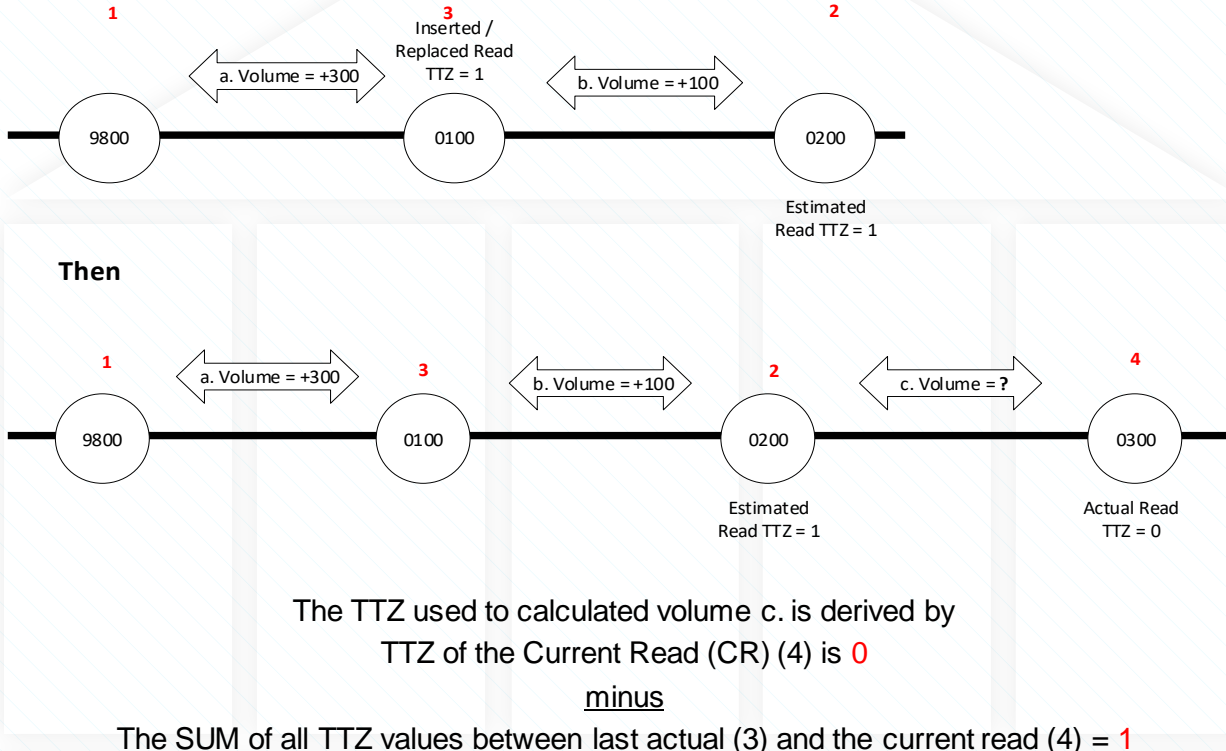 1
3
2
Inserted /
Replaced Read
TTZ = 1
a. Volume = +300
b. Volume = +100
9800
0100
0200
Estimated
Read TTZ = 1
Then
1
3
2
4
a. Volume = +300
b. Volume = +100
c. Volume = ?
9800
0100
0200
0300
Estimated
Read TTZ = 1
Actual Read
TTZ = 0
The TTZ used to calculated volume c. is derived by
TTZ of the Current Read (CR) (4) is 0
minus
The SUM of all TTZ values between last actual (3) and the current read (4) = 1